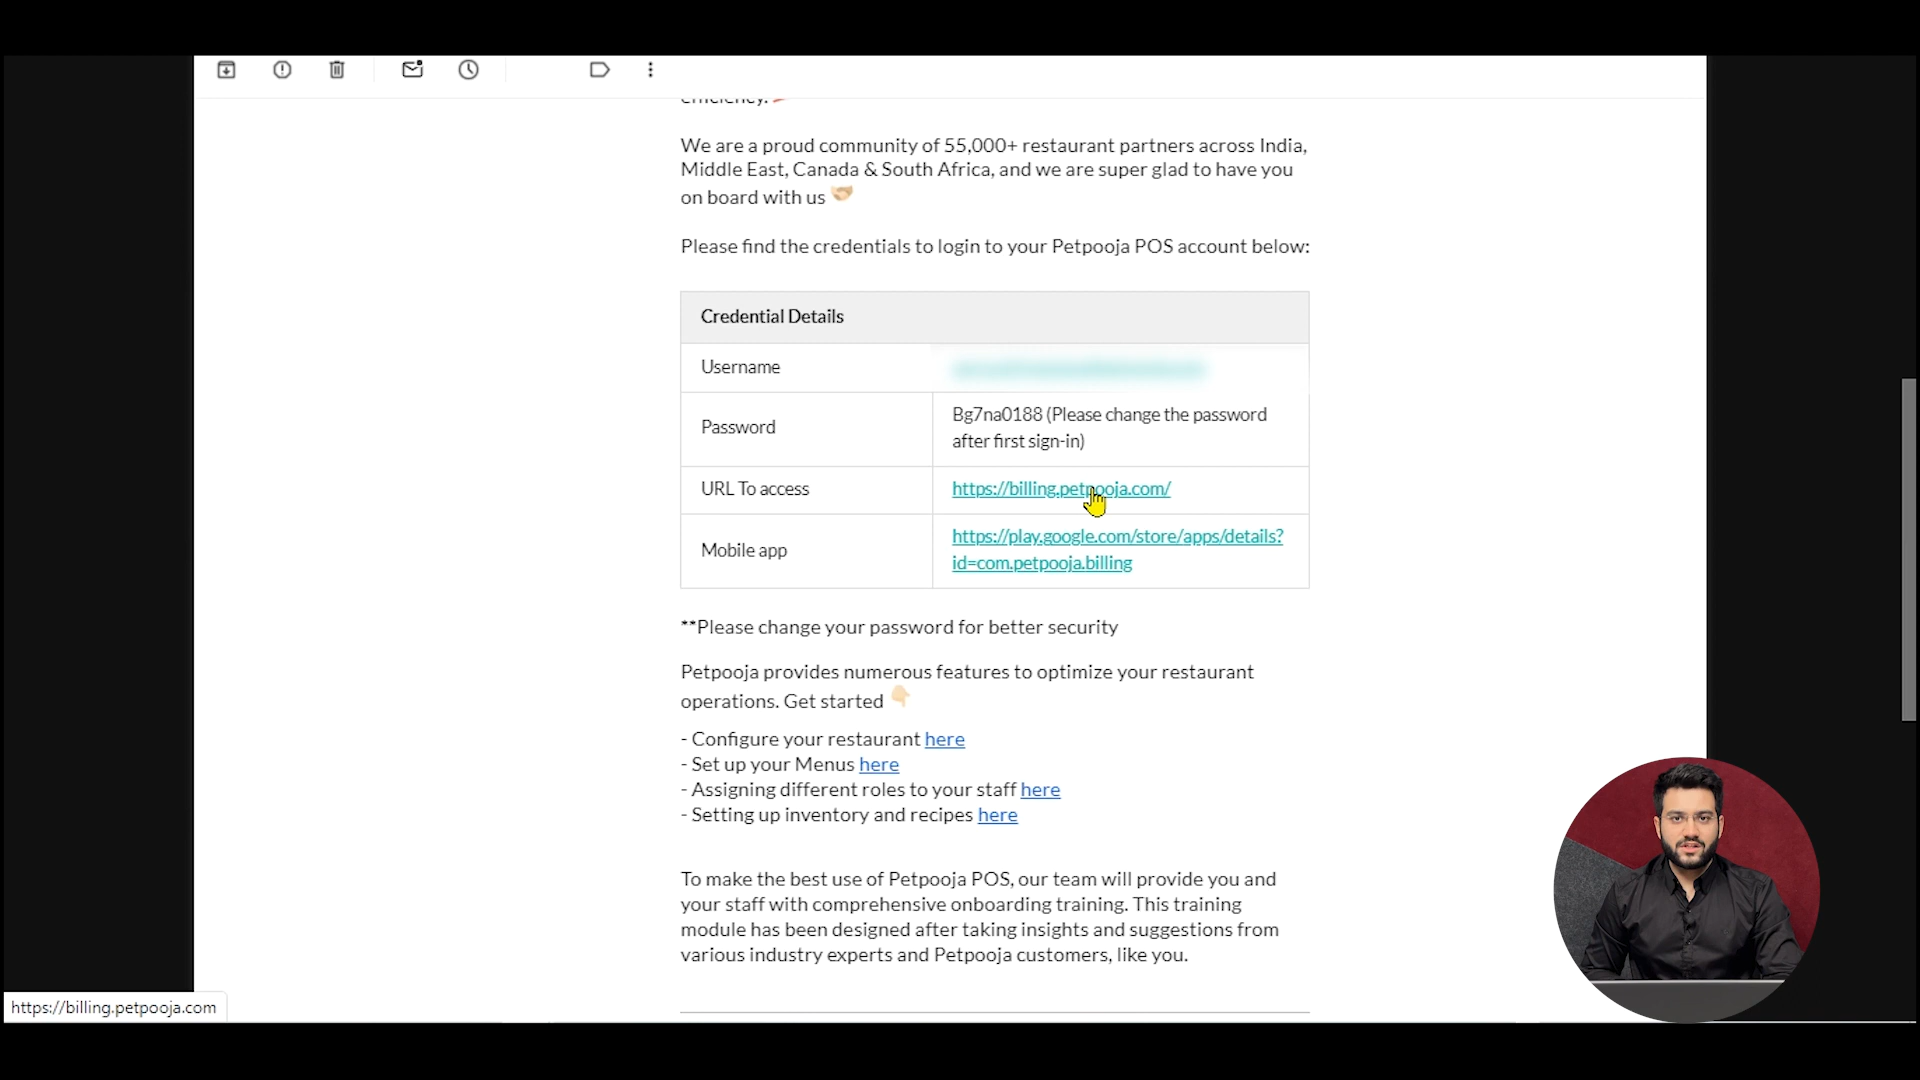 We are a proud community of 55,000+ restaurant partners across India,
Middle East, Canada & South Africa, and we are super glad to have you
on board with us 🤝🏻
Please find the credentials to login to your Petpooja POS account below:
Credential Details
Username
Password
Bg7na0188 (Please change the password
after first sign-in)
URL To access
https://billing.petpooja.com/
Mobile app
https://play.google.com/store/apps/details?
id=com.petpooja.billing
**Please change your password for better security
Petpooja provides numerous features to optimize your restaurant
operations. Get started 👇🏻
- Configure your restaurant here
- Set up your Menus here
- Assigning different roles to your staff here
- Setting up inventory and recipes here
To make the best use of Petpooja POS, our team will provide you and
your staff with comprehensive onboarding training. This training
module has been designed after taking insights and suggestions from
various industry experts and Petpooja customers, like you.
https://billing.petpooja.com